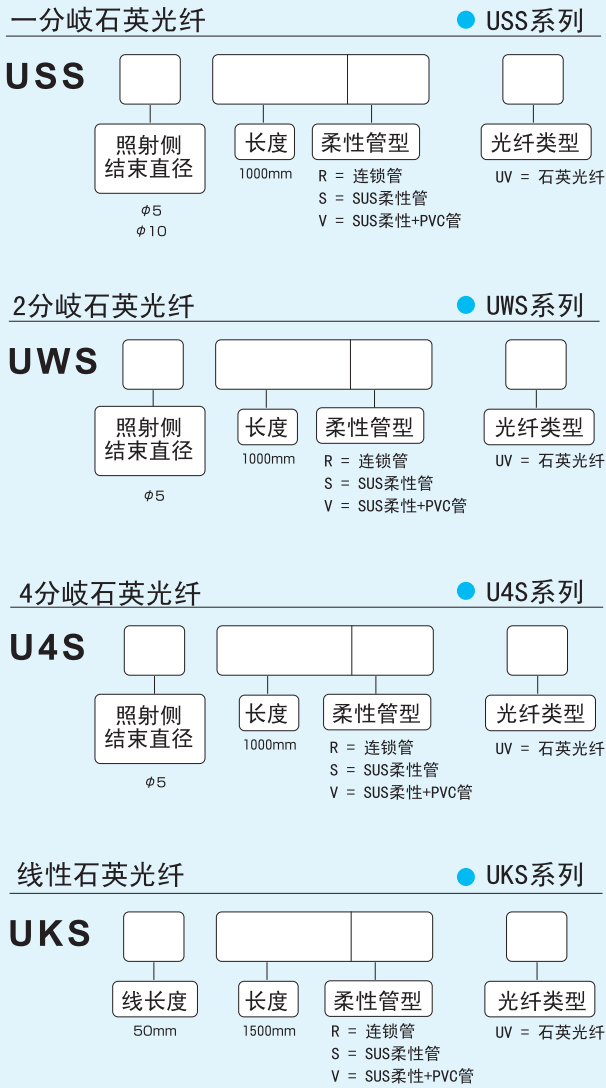 一分岐石英光纤 USS系列
USS
照射侧
结束直径
长度
柔性管型
光纤类型
φ5
φ10
1000mm
R = 连锁管
S = SUS柔性管
V = SUS柔性+PVC管
UV = 石英光纤
2分岐石英光纤 UWS系列
UWS
照射侧
结束直径
长度
柔性管型
光纤类型
φ5
1000mm
R = 连锁管
S = SUS柔性管
V = SUS柔性+PVC管
UV = 石英光纤
4分岐石英光纤 U4S系列
U4S
照射侧
结束直径
长度
柔性管型
光纤类型
φ5
1000mm
R = 连锁管
S = SUS柔性管
V = SUS柔性+PVC管
UV = 石英光纤
线性石英光纤 UKS系列
UKS
线长度
长度
柔性管型
光纤类型
50mm
1500mm
R = 连锁管
S = SUS柔性管
V = SUS柔性+PVC管
UV = 石英光纤